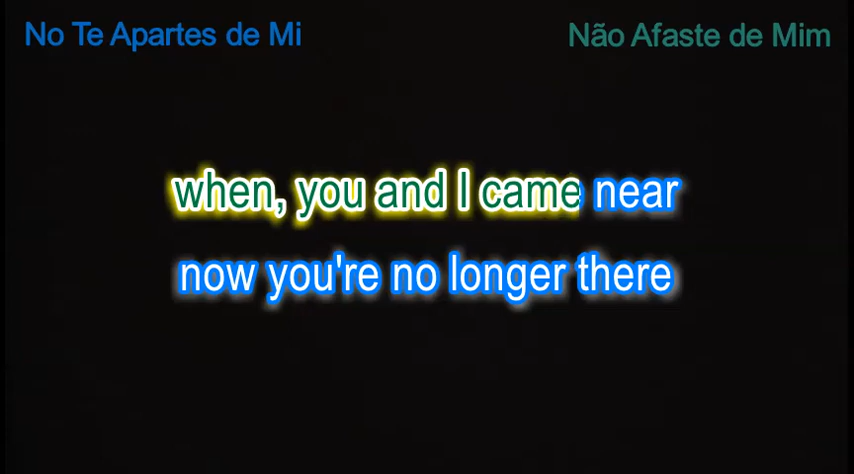 No Te Apartes de Mi
Não Afaste de Mim
when, you and I came near
now you're no longer there